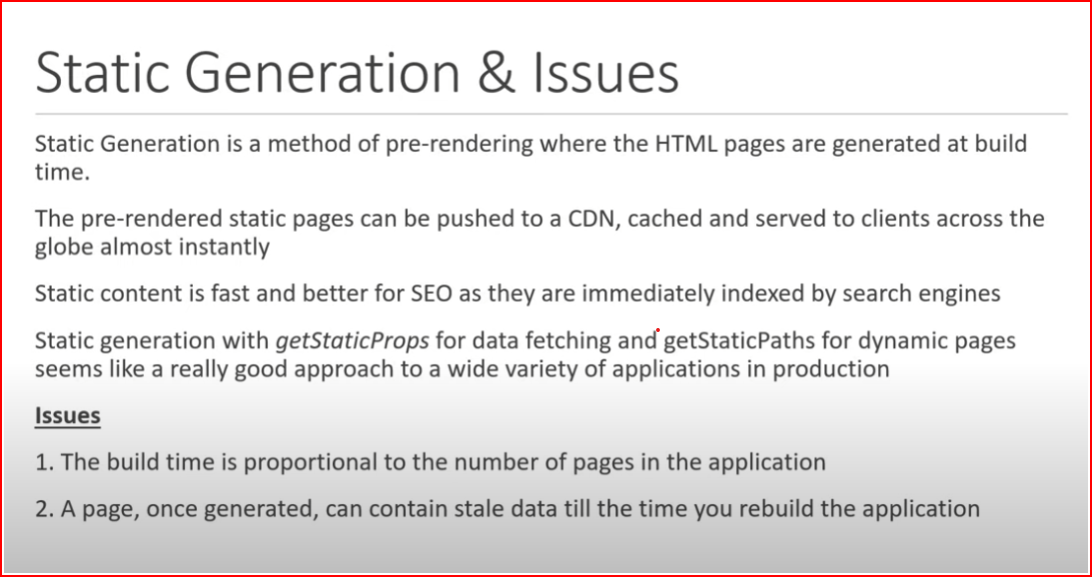 Static Generation & Issues
Static Generation is a method of pre-rendering where the HTML pages are generated at build
time.
The pre-rendered static pages can be pushed to a CDN, cached and served to clients across the
globe almost instantly
Static content is fast and better for SEO as they are immediately indexed by search engines
Static generation with getStaticProps for data fetching and getStaticPaths for dynamic pages
seems like a really good approach to a wide variety of applications in production
Issues
1. The build time is proportional to the number of pages in the application
2. A page, once generated, can contain stale data till the time you rebuild the application